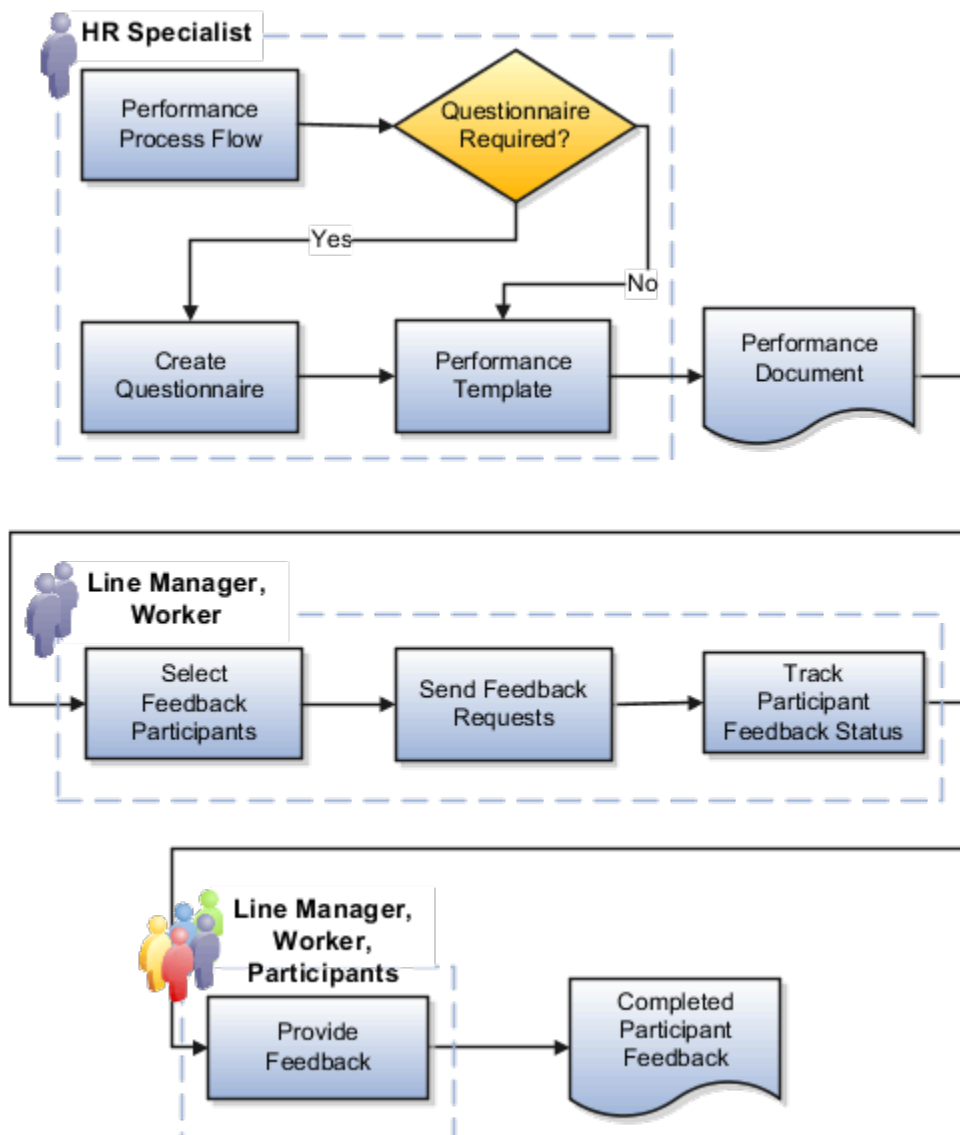 HR Specialist
Performance
Process Flow
Questionnaire
Required?
Yes
No
Create
Questionnaire
Performance
Template
Performance
Document
Line Manager,
Worker
Select
Feedback
Participants
Send Feedback
Requests
Track
Participant
Feedback Status
Line Manager,
Worker,
Participants
Provide
Feedback
Completed
Participant
Feedback